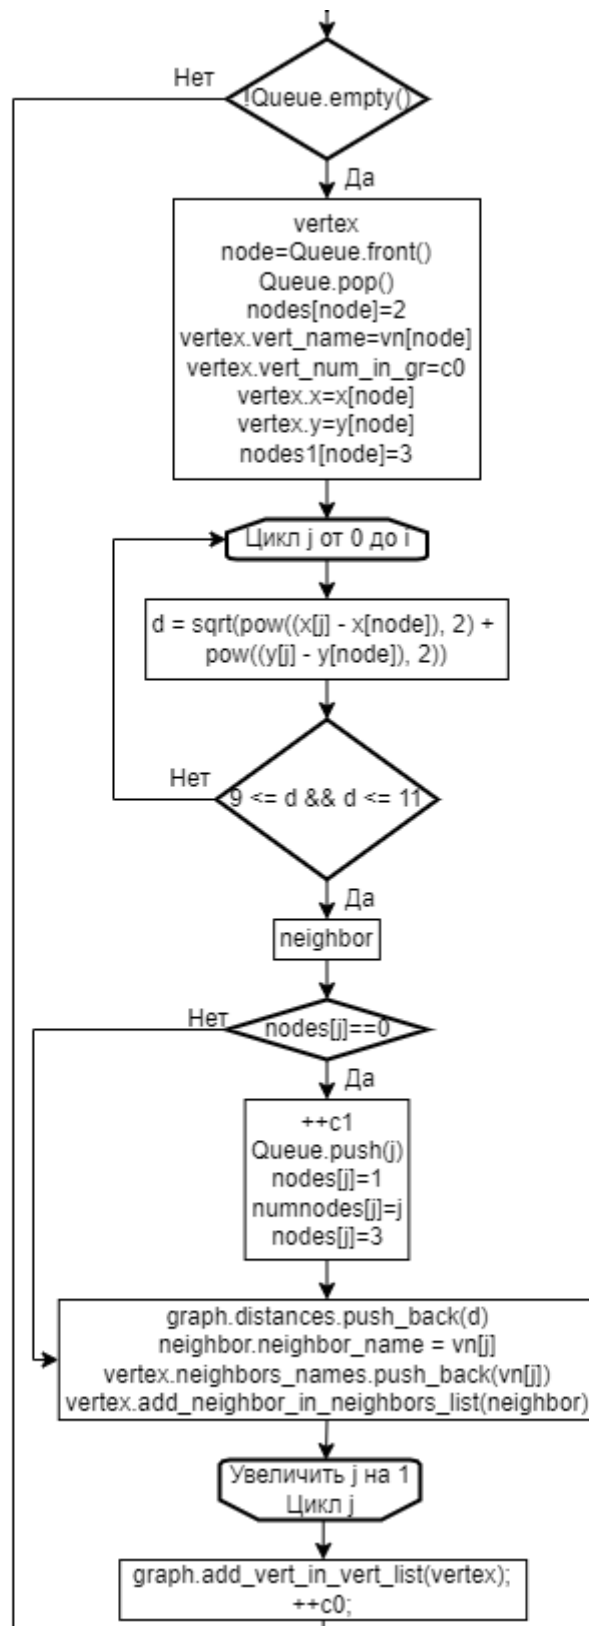 Нет
!Queue.empty()
Да
vertex
node=Queue.front()
Queue.pop()
nodes[node]=2
vertex.vert_name=vn[node]
vertex.vert_num_in_gr=c0
vertex.x=x[node]
vertex.y=y[node]
nodes1[node]=3
Цикл j от 0 до i
d = sqrt(pow((x[j] - x[node]), 2) +
pow((y[j] - y[node]), 2))
Нет
9 <= d && d <= 11
Да
neighbor
Нет
nodes[j]==0
Да
++c1
Queue.push(j)
nodes[j]=1
numnodes[j]=j
nodes[j]=3
graph.distances.push_back(d)
neighbor.neighbor_name = vn[j]
vertex.neighbors_names.push_back(vn[j])
vertex.add_neighbor_in_neighbors_list(neighbor)
Увеличить j на 1
Цикл j
graph.add_vert_in_vert_list(vertex);
++c0;